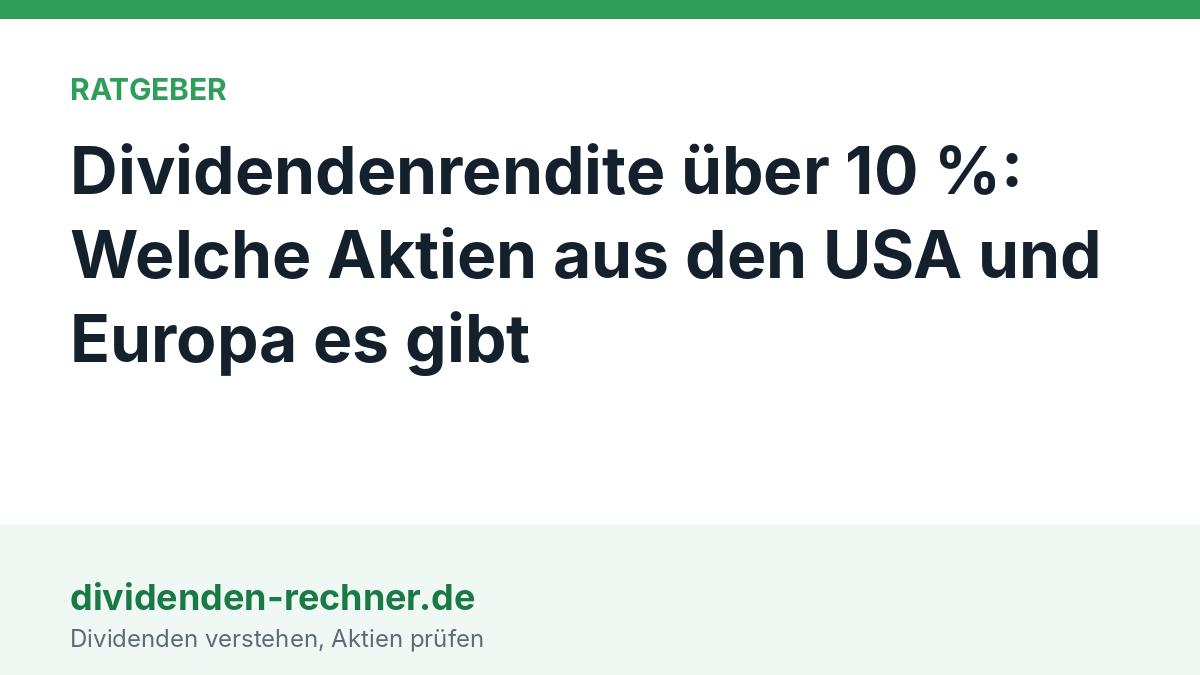 RATGEBER
Dividendenrendite über 10 %:
Welche Aktien aus den USA und
Europa es gibt
dividenden-rechner.de
Dividenden verstehen, Aktien prüfen